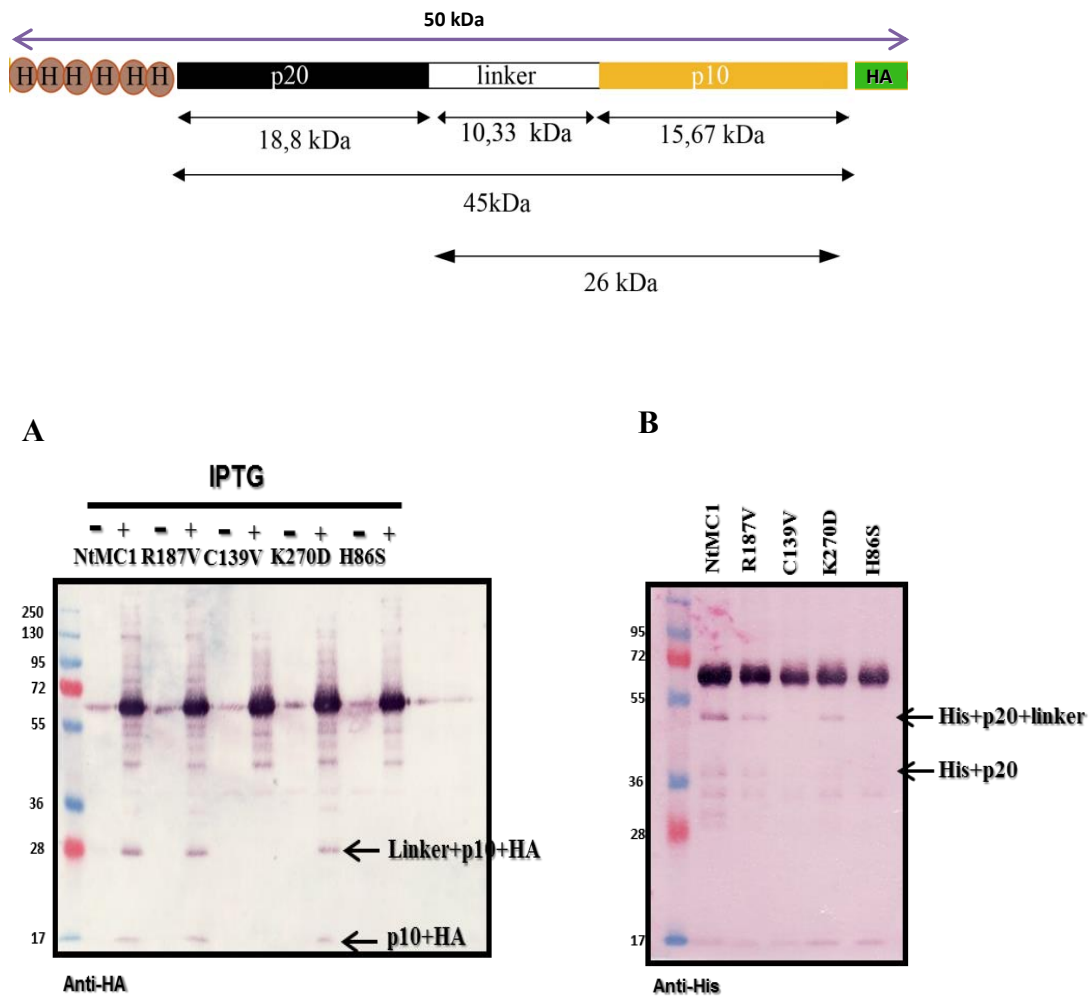 50 kDa
H H H H H H p20 linker p10 HA
18,8 kDa 10,33 kDa 15,67 kDa
45kDa
26 kDa
A
IPTG
- + - + - + - + - +
NtMC1 R187V C139V K270D H86S
250
130
95
72
55
36
28
17
Linker+p10+HA
p10+HA
Anti-HA
B
NtMC1
R187V
C139V
K270D
H86S
95
72
55
36
28
17
His+p20+linker
His+p20
Anti-His